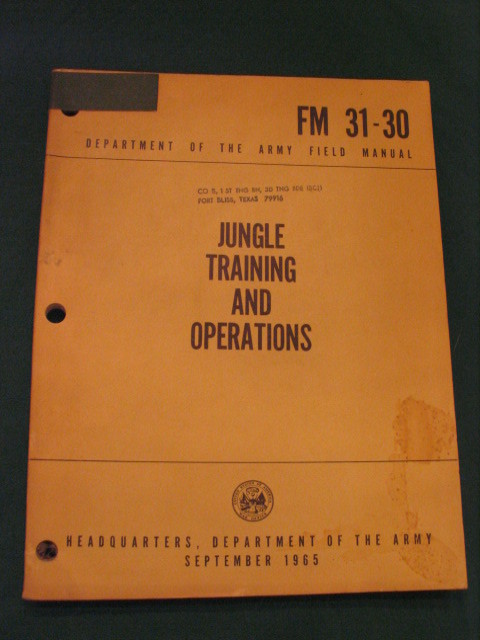 FM 31-30
DEPARTMENT OF THE ARMY FIELD MANUAL
FORT BLISS, TEXAS 79916
JUNGLE
TRAINING
AND
OPERATIONS
HEADQUARTERS, DEPARTMENT OF THE ARMY
SEPTEMBER 1965